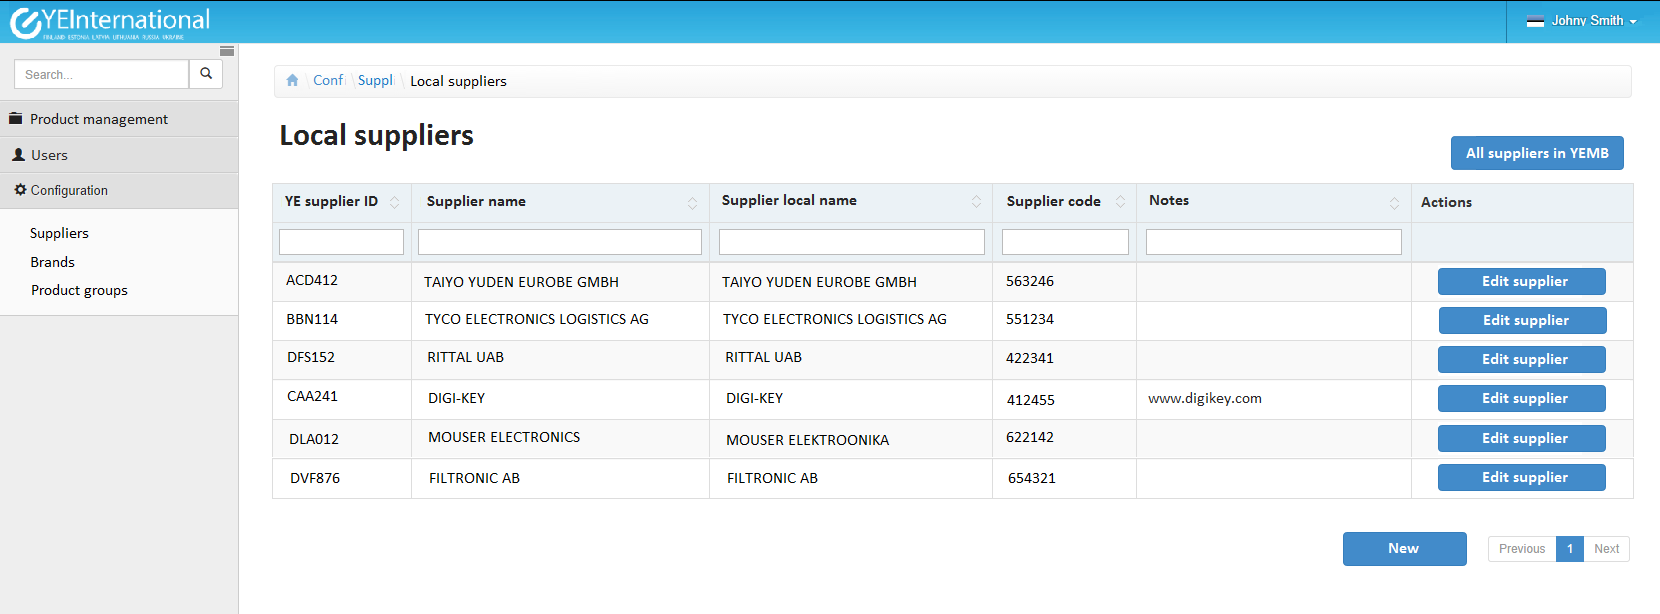 YEInternational
FINLAND ESTONIA LATVIA LITHUANIA RUSSIA UKRAINE
Johny Smith
Search...
Product management
Users
Configuration
Suppliers
Brands
Product groups
Conf Suppl Local suppliers
Local suppliers
All suppliers in YEMB
YE supplier ID Supplier name Supplier local name Supplier code Notes Actions
ACD412 TAIYO YUDEN EUROBE GMBH TAIYO YUDEN EUROBE GMBH 563246 Edit supplier
BBN114 TYCO ELECTRONICS LOGISTICS AG TYCO ELECTRONICS LOGISTICS AG 551234 Edit supplier
DFS152 RITTAL UAB RITTAL UAB 422341 Edit supplier
CAA241 DIGI-KEY DIGI-KEY 412455 www.digikey.com Edit supplier
DLA012 MOUSER ELECTRONICS MOUSER ELEKTROONIKA 622142 Edit supplier
DVF876 FILTRONIC AB FILTRONIC AB 654321 Edit supplier
New Previous 1 Next